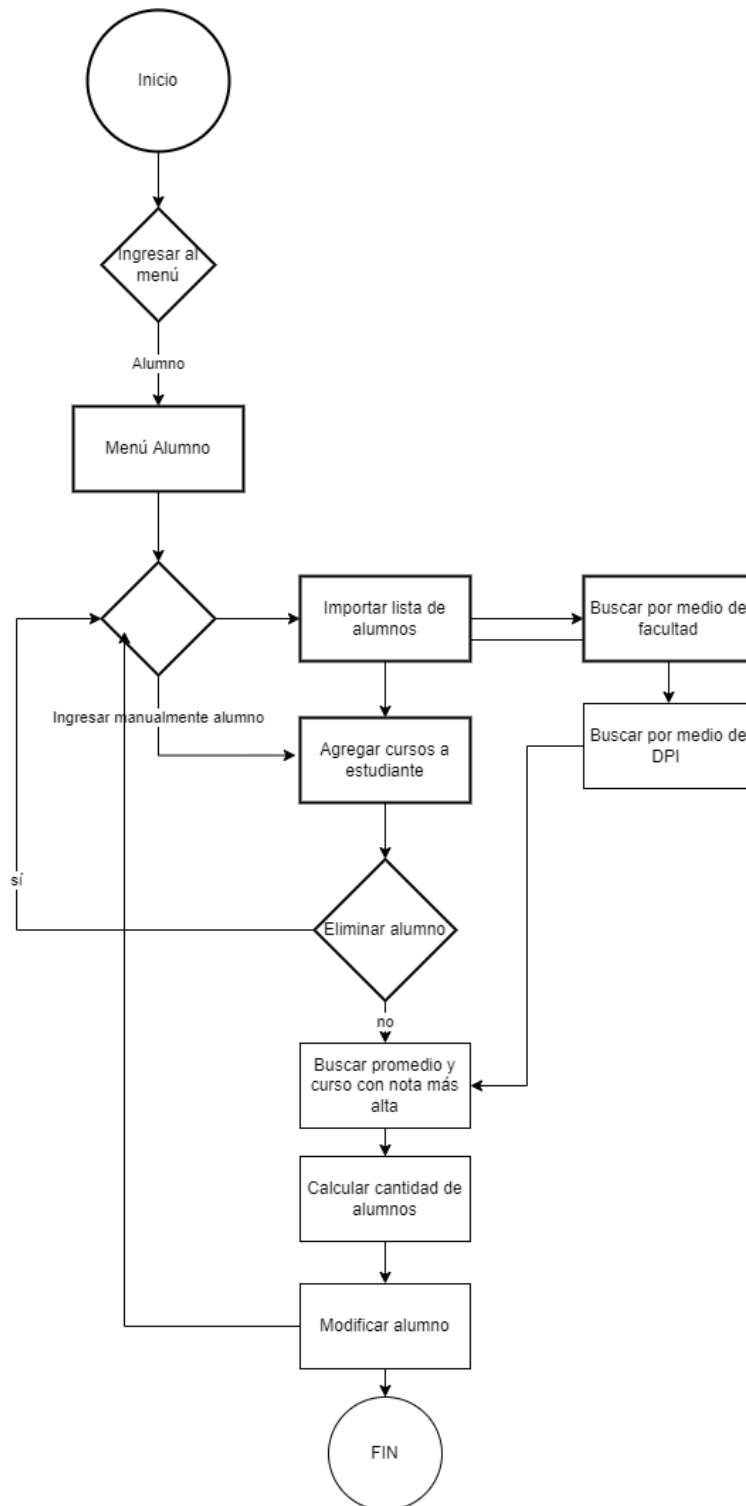 Inicio
Ingresar al
menú
Alumno
Menú Alumno
Importar lista de
alumnos
Buscar por medio de
facultad
Ingresar manualmente alumno
Agregar cursos a
estudiante
Buscar por medio de
DPI
sí
Eliminar alumno
no
Buscar promedio y
curso con nota más
alta
Calcular cantidad de
alumnos
Modificar alumno
FIN